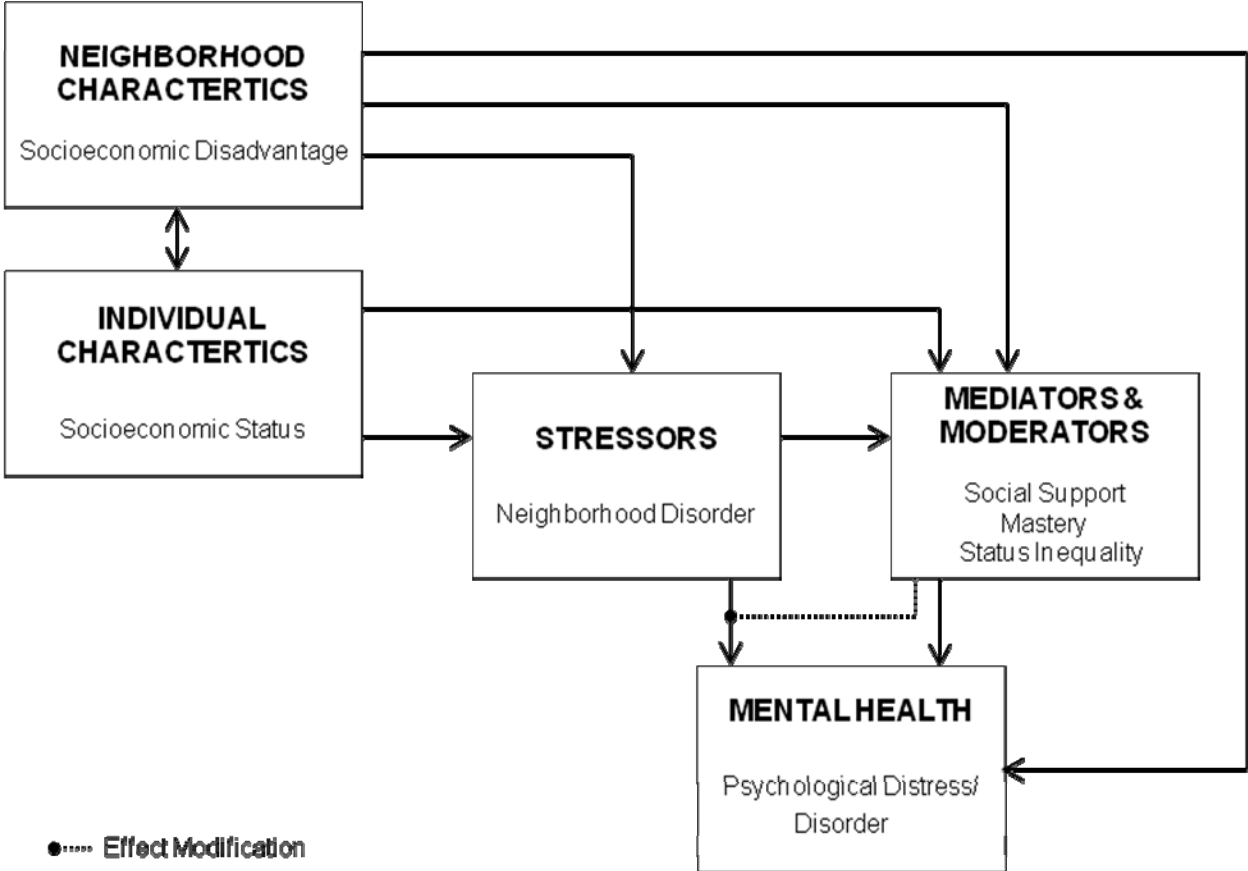 NEIGHBORHOOD
CHARACTERTICS
Socioeconomic Disadvantage
INDIVIDUAL
CHARACTERTICS
Socioeconomic Status
STRESSORS
Neighborhood Disorder
MEDIATORS &
MODERATORS
Social Support
Mastery
Status Inequality
MENTAL HEALTH
Psychological Distress/
Disorder
Effect Modification